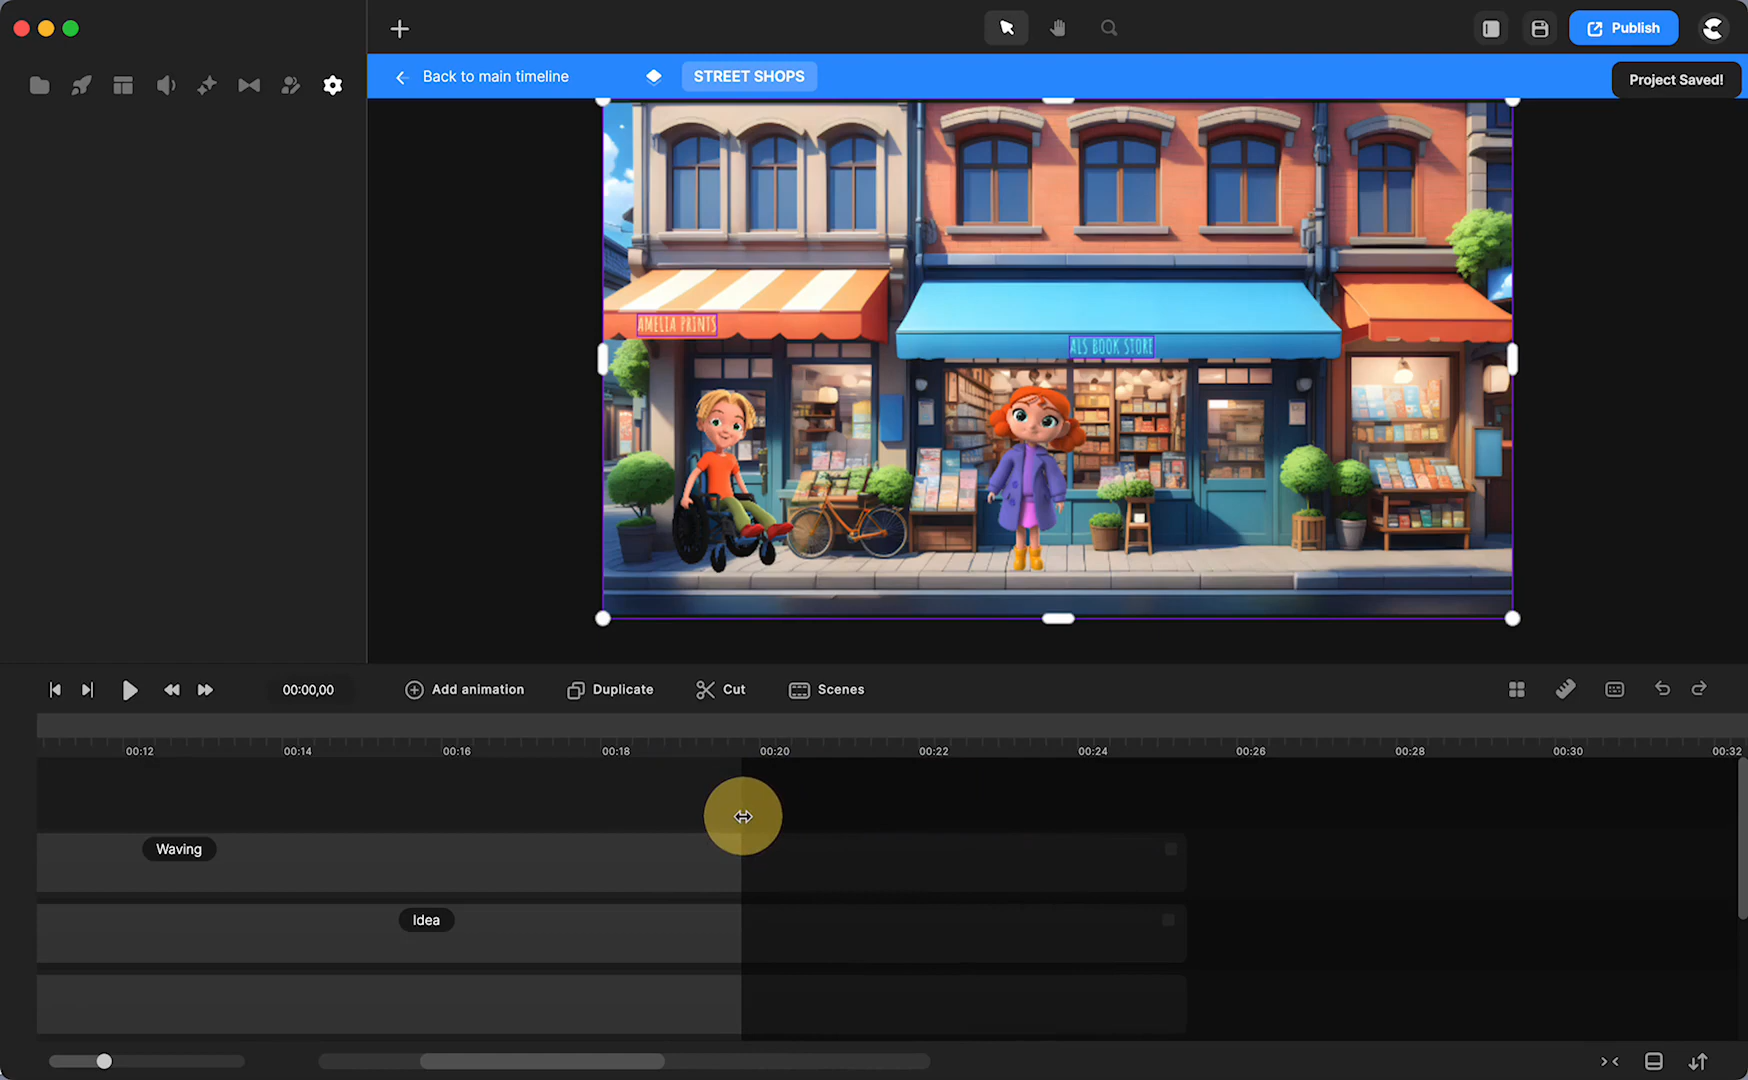 Publish
Back to main timeline
STREET SHOPS
Project Saved!
AMELIA PRINTS
ALS BOOK STORE
00:00,00
Add animation
Duplicate
Cut
Scenes
00:12
00:14
00:16
00:18
00:20
00:22
00:24
00:26
00:28
00:30
00:32
Waving
Idea